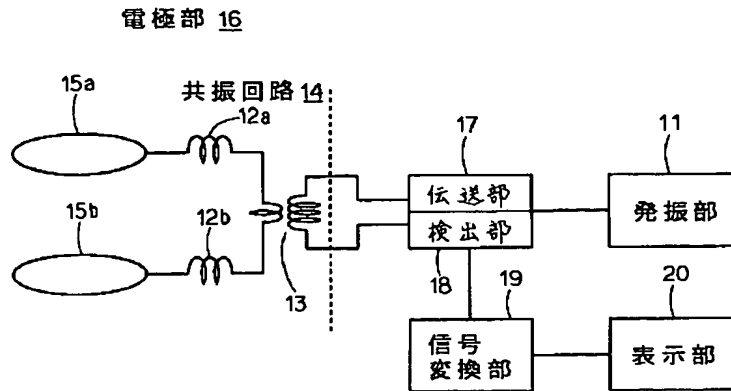 電極部 16
15a
共振回路 14
12a
17
11
伝送部
発振部
検出部
15b
12b
13
18
19
20
信号
変換部
表示部